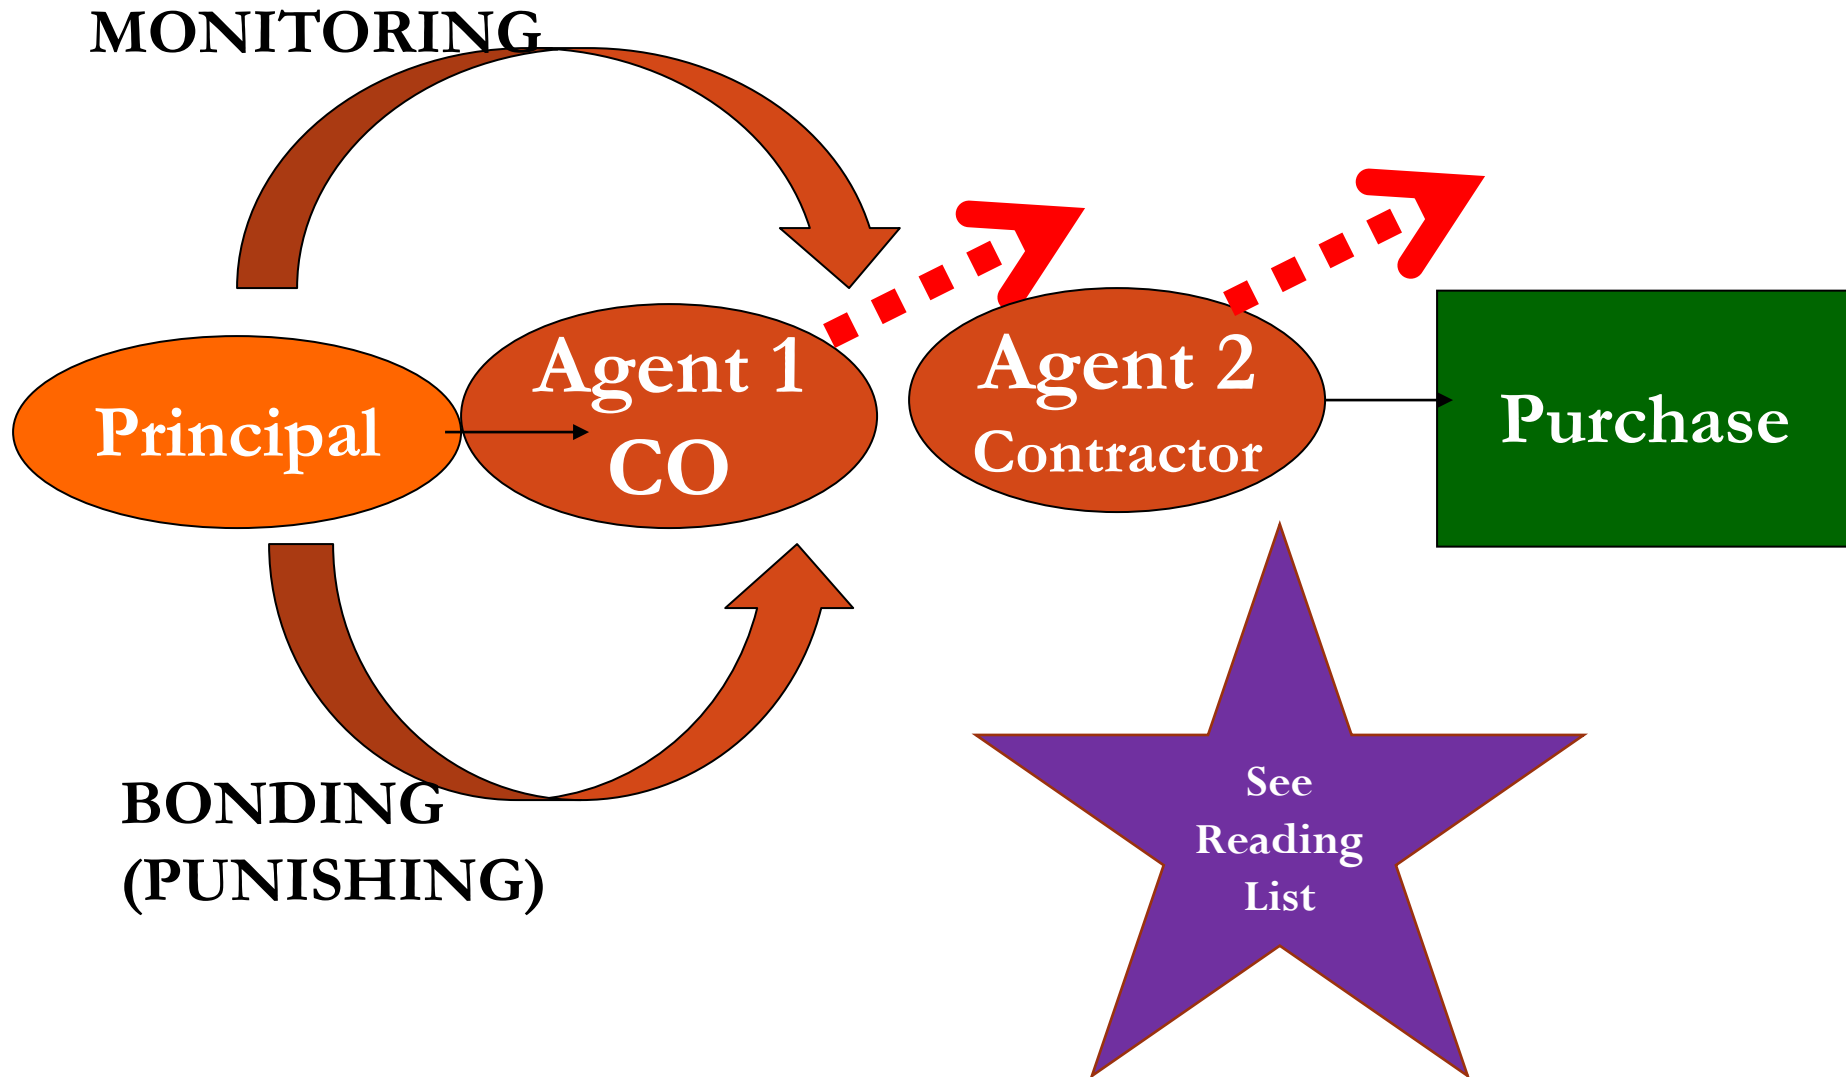 MONITORING
Principal
Agent 1
CO
Agent 2
Contractor
Purchase
BONDING
(PUNISHING)
See
Reading
List